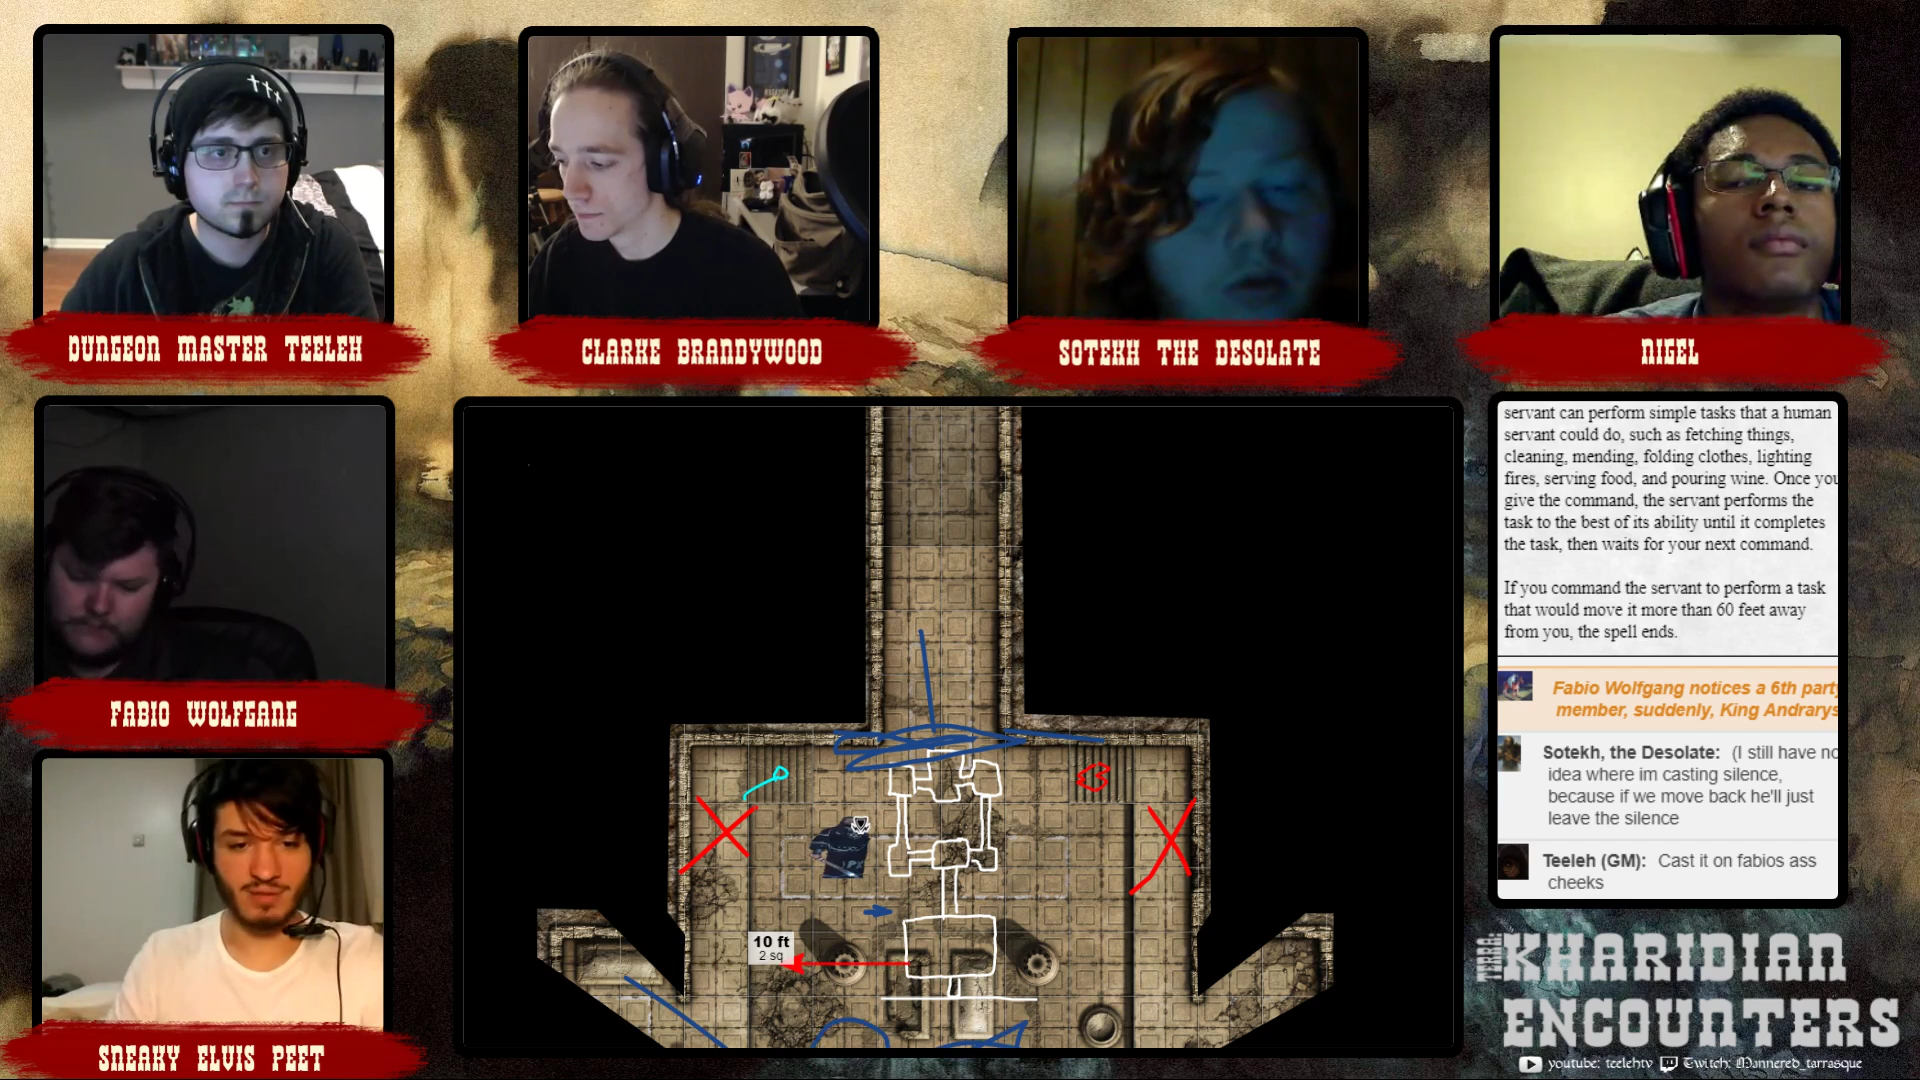 DUNGEON MASTER TEELEH
CLARKE BRANDYWOOD
SOTEKH THE DESOLATE
NIGEL
servant can perform simple tasks that a human
servant could do, such as fetching things,
cleaning, mending, folding clothes, lighting
fires, serving food, and pouring wine. Once you
give the command, the servant performs the
task to the best of its ability until it completes
the task, then waits for your next command.
If you command the servant to perform a task
that would move it more than 60 feet away
from you, the spell ends.
Fabio Wolfgang notices a 6th party
member, suddenly, King Andrarys
Sotekh, the Desolate: (I still have no
idea where im casting silence,
because if we move back he'll just
leave the silence
Teeleh (GM): Cast it on fabios ass
cheeks
FABIO WOLFGANG
10 ft
2 sq
SNEAKY ELVIS PEET
TERRA:
KHARIDIAN
ENCOUNTERS
youtube: teelehtv Twitch: Mannered_tarrasque